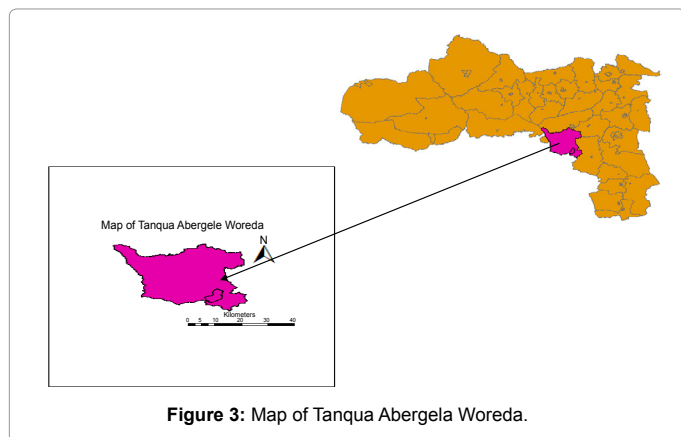 Map of Tanqua Abergele Woreda
N
Kilometers
0 5 10 20 30 40
Figure 3: Map of Tanqua Abergela Woreda.